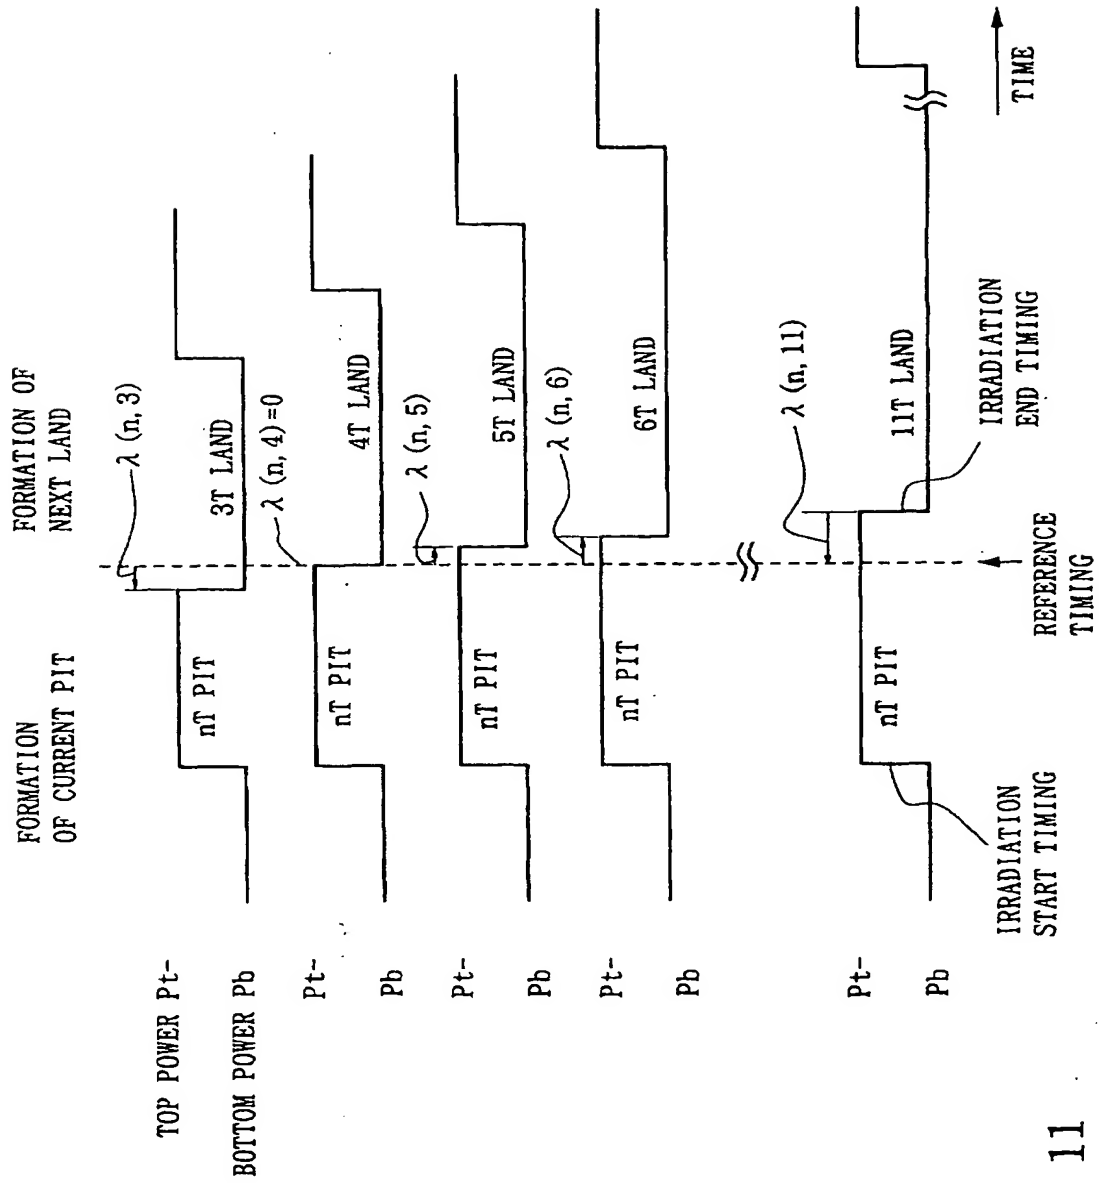 FORMATION
OF CURRENT PIT
FORMATION OF
NEXT LAND
TOP POWER Pt-
BOTTOM POWER Pb
nT PIT
3T LAND
λ (n, 3)
Pt-
Pb
nT PIT
4T LAND
λ (n, 4)=0
Pt-
Pb
nT PIT
5T LAND
λ (n, 5)
Pt-
Pb
nT PIT
6T LAND
λ (n, 6)
Pt-
Pb
nT PIT
11T LAND
λ (n, 11)
IRRADIATION
START TIMING
REFERENCE
TIMING
IRRADIATION
END TIMING
TIME
11